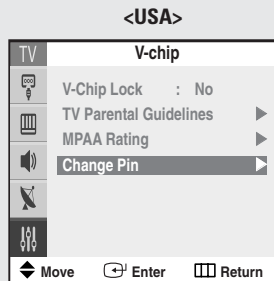 <USA>
TV
V-chip
V-Chip Lock : No
TV Parental Guidelines
MPAA Rating
Change Pin
Move Enter Return